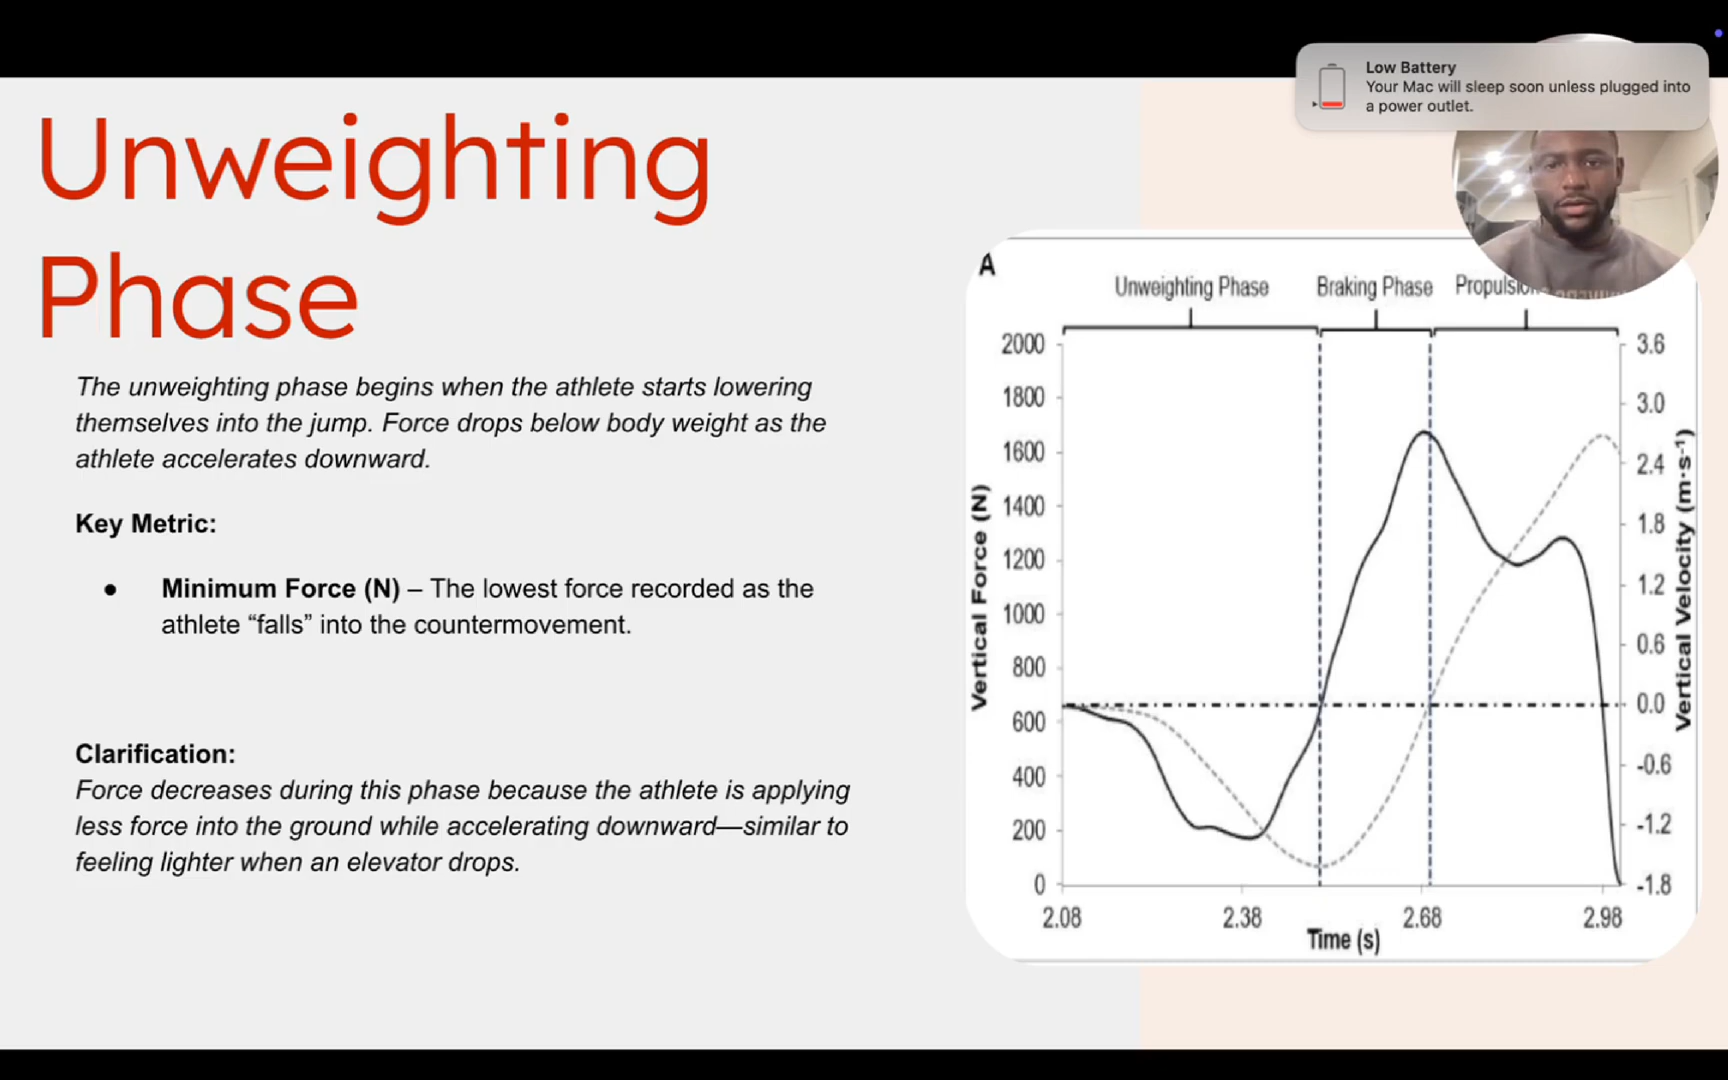 Low Battery
Your Mac will sleep soon unless plugged into
a power outlet.
Unweighting
Phase
The unweighting phase begins when the athlete starts lowering
themselves into the jump. Force drops below body weight as the
athlete accelerates downward.
Key Metric:
● Minimum Force (N) – The lowest force recorded as the
athlete “falls” into the countermovement.
Clarification:
Force decreases during this phase because the athlete is applying
less force into the ground while accelerating downward—similar to
feeling lighter when an elevator drops.
A
Unweighting Phase Braking Phase
2000
1800
1600
1400
1200
1000
800
600
400
200
0
Vertical Force (N)
3.6
3.0
2.4
1.8
1.2
0.6
0.0
-0.6
-1.2
-1.8
Vertical Velocity (m·s⁻¹)
2.08 2.38 2.68 2.98
Time (s)